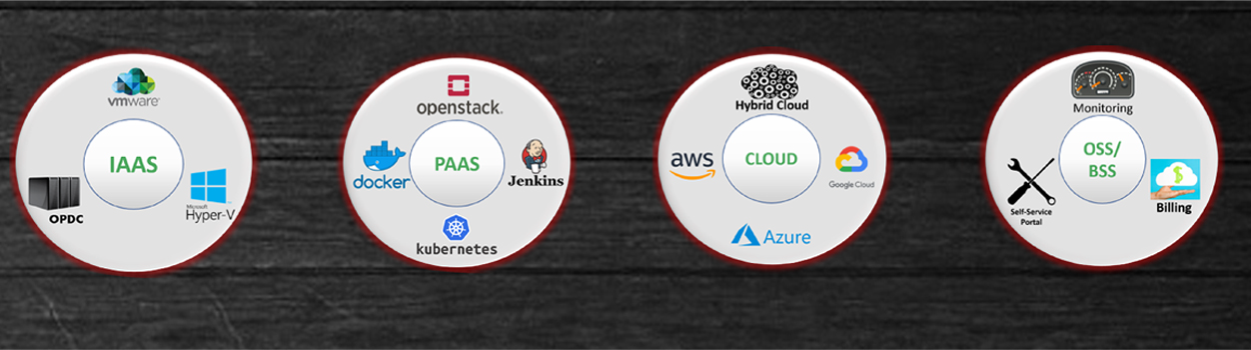 vmware
IAAS
OPDC
Microsoft
Hyper-V
openstack.
PAAS
docker
Jenkins
kubernetes
Hybrid Cloud
CLOUD
aws
Google Cloud
Azure
Monitoring
OSS/
BSS
Self-Service
Portal
$
Billing